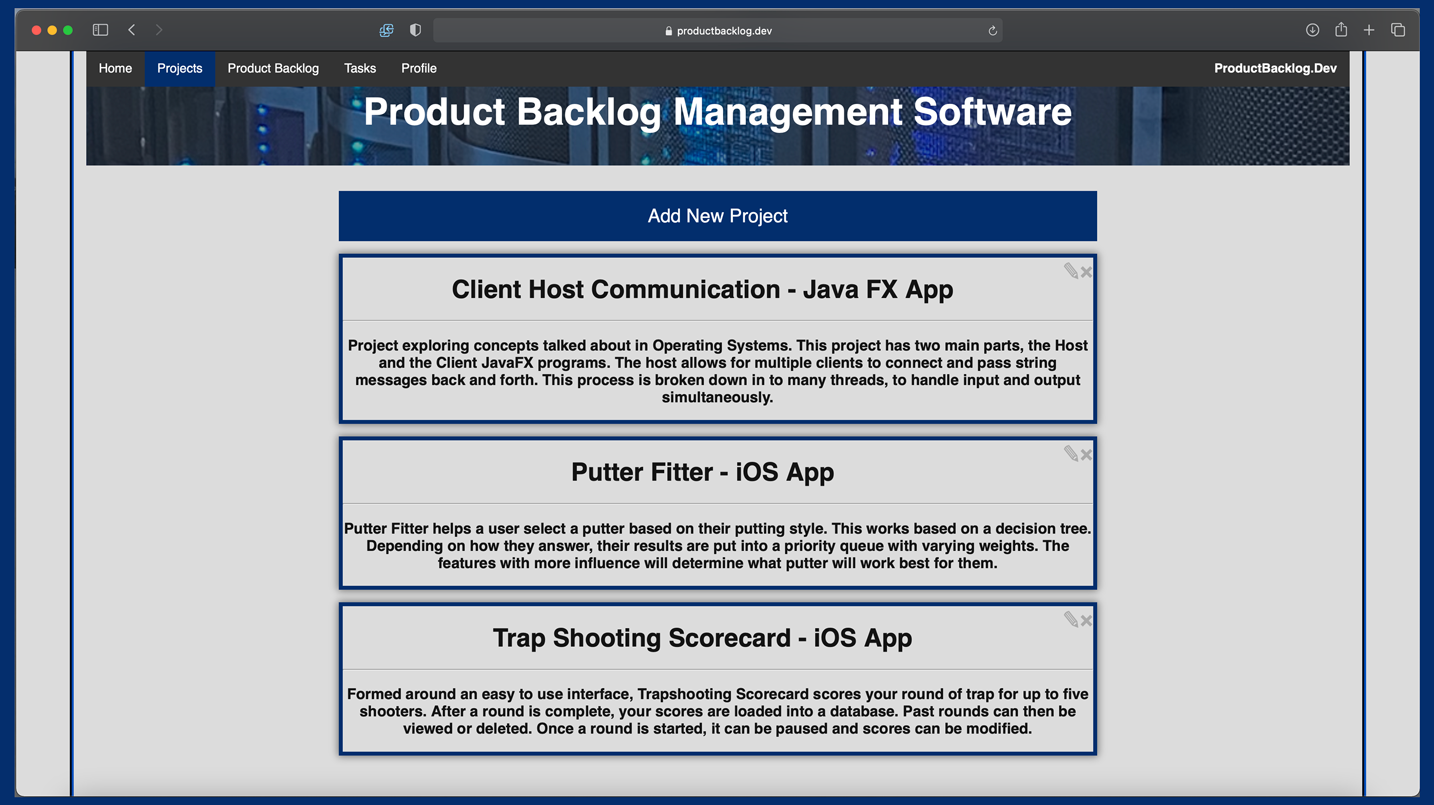 productbacklog.dev
Home Projects Product Backlog Tasks Profile ProductBacklog.Dev
Product Backlog Management Software
Add New Project
Client Host Communication - Java FX App
Project exploring concepts talked about in Operating Systems. This project has two main parts, the Host
and the Client JavaFX programs. The host allows for multiple clients to connect and pass string
messages back and forth. This process is broken down in to many threads, to handle input and output
simultaneously.
Putter Fitter - iOS App
Putter Fitter helps a user select a putter based on their putting style. This works based on a decision tree.
Depending on how they answer, their results are put into a priority queue with varying weights. The
features with more influence will determine what putter will work best for them.
Trap Shooting Scorecard - iOS App
Formed around an easy to use interface, Trapshooting Scorecard scores your round of trap for up to five
shooters. After a round is complete, your scores are loaded into a database. Past rounds can then be
viewed or deleted. Once a round is started, it can be paused and scores can be modified.